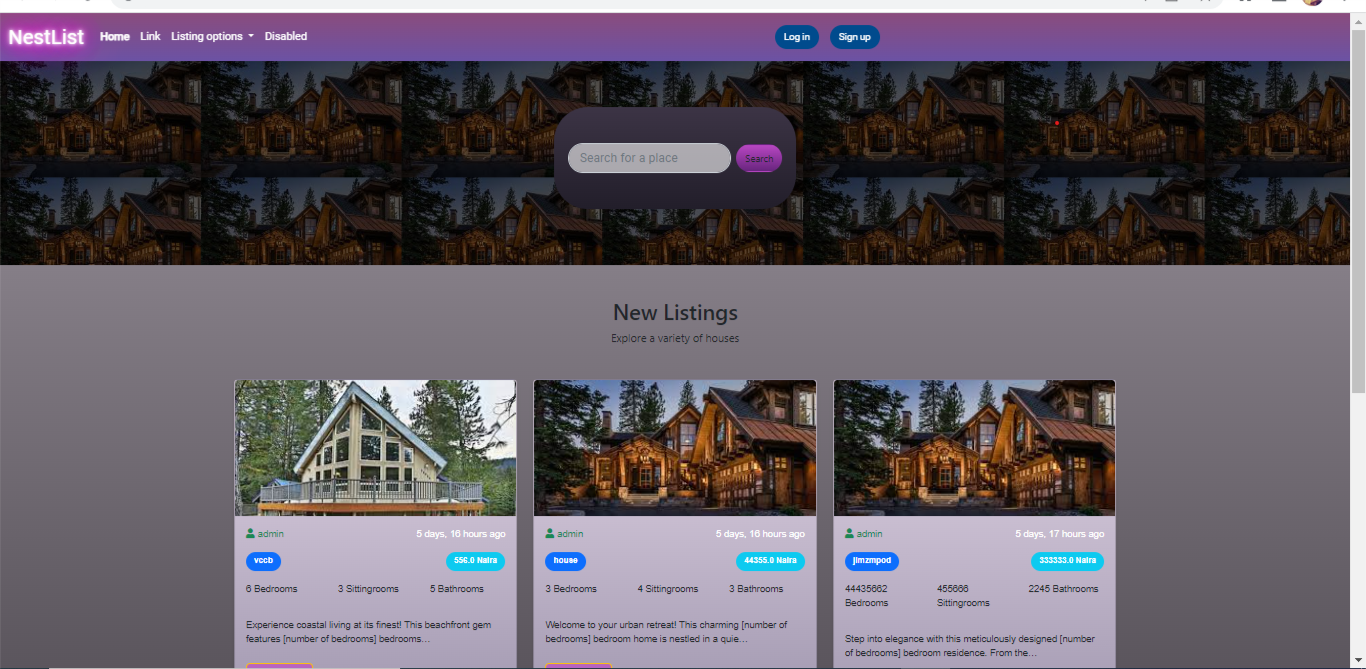 NestList Home Link Listing options Disabled Log in Sign up
Search for a place Search
New Listings
Explore a variety of houses
admin 5 days, 16 hours ago
vccb 556.0 Naira
6 Bedrooms 3 Sittingrooms 5 Bathrooms
Experience coastal living at its finest! This beachfront gem
features [number of bedrooms] bedrooms...
admin 5 days, 16 hours ago
house 44355.0 Naira
3 Bedrooms 4 Sittingrooms 3 Bathrooms
Welcome to your urban retreat! This charming [number of
bedrooms] bedroom home is nestled in a quie...
admin 5 days, 17 hours ago
jimzmpod 333333.0 Naira
44435662 455666 2245 Bathrooms
Bedrooms Sittingrooms
Step into elegance with this meticulously designed [number
of bedrooms] bedroom residence. From the...